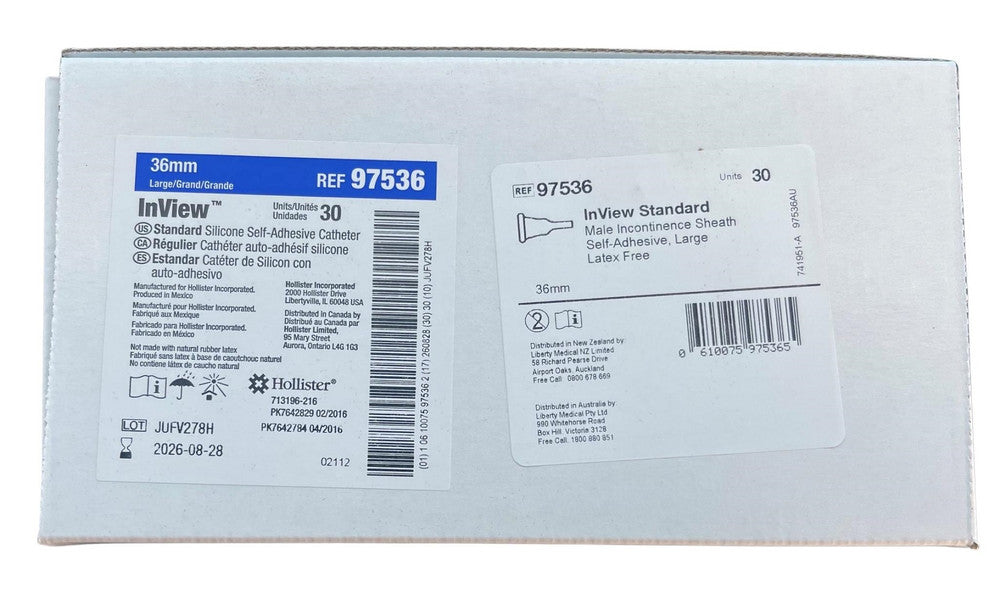 36mm
Large/Grand/Grande
REF 97536
InView™
Units/Unités
Unidades
30
US Standard Silicone Self-Adhesive Catheter
CA Régulier Cathéter auto-adhésif silicone
ES Estandar Catéter de Silicon con
auto-adhesivo
Manufactured for Hollister Incorporated.
Produced in Mexico
Manufacturé pour Hollister Incorporated.
Fabriqué aux Mexique
Fabricado para Hollister Incorporated.
Fabricado en México
Not made with natural rubber latex
Fabriqué sans latex à base de caoutchouc naturel
No contiene látex de caucho natural
Hollister Incorporated
2000 Hollister Drive
Libertyville, IL 60048 USA
Distributed in Canada by
Distribué au Canada par
Hollister Limited,
95 Mary Street
Aurora, Ontario L4G 1G3
Hollister®
713196-216
PK7642829 02/2016
PK7642784 04/2016
LOT JUFV278H
2026-08-28
02112
(01) 1 06 10075 97536 2 (17) 260828 (30) 30 (10) JUFV278H
REF 97536
Units 30
InView Standard
Male Incontinence Sheath
Self-Adhesive, Large
Latex Free
36mm
741951-A 97536AU
2
Distributed in New Zealand by:
Liberty Medical NZ Limited
58 Richard Pearse Drive
Airport Oaks, Auckland
Free Call: 0800 678 669
0 610075 975365
Distributed in Australia by:
Liberty Medical Pty Ltd
990 Whitehorse Road
Box Hill, Victoria 3128
Free Call: 1800 880 851